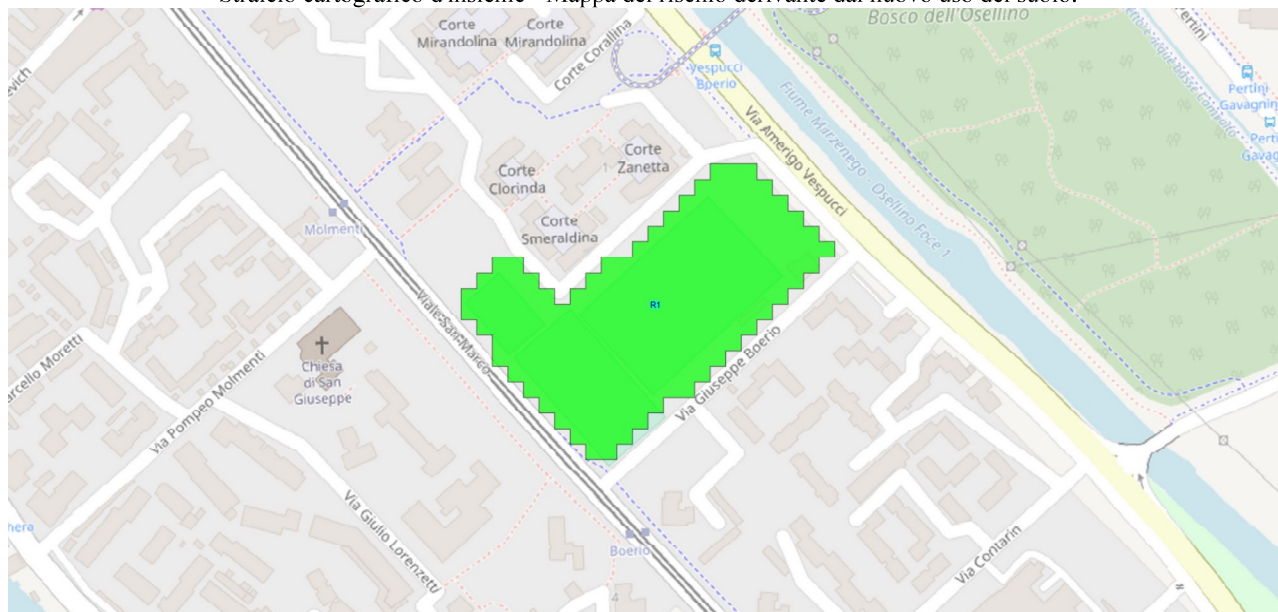 Stralcio cartografico d'insieme - Mappa del rischio derivante dal nuovo uso del suolo.
Corte
Mirandolina
Corte
Mirandolina
Corte Corallina
Vespucci
Boerio
Bosco dell'Osellino
Pertini
Pertini
Gavagnin
Fiume Marzenego - Osellino Foce 1
Via Amerigo Vespucci
Corte
Zanetta
1
Corte
Clorinda
Corte
Smeraldina
Molmenti
R1
Viale San Marco
Chiesa
di San
Giuseppe
Via Pompeo Molmenti
Via Giuseppe Boerio
Via Giulio Lorenzetti
Boerio
4
Via Contarin